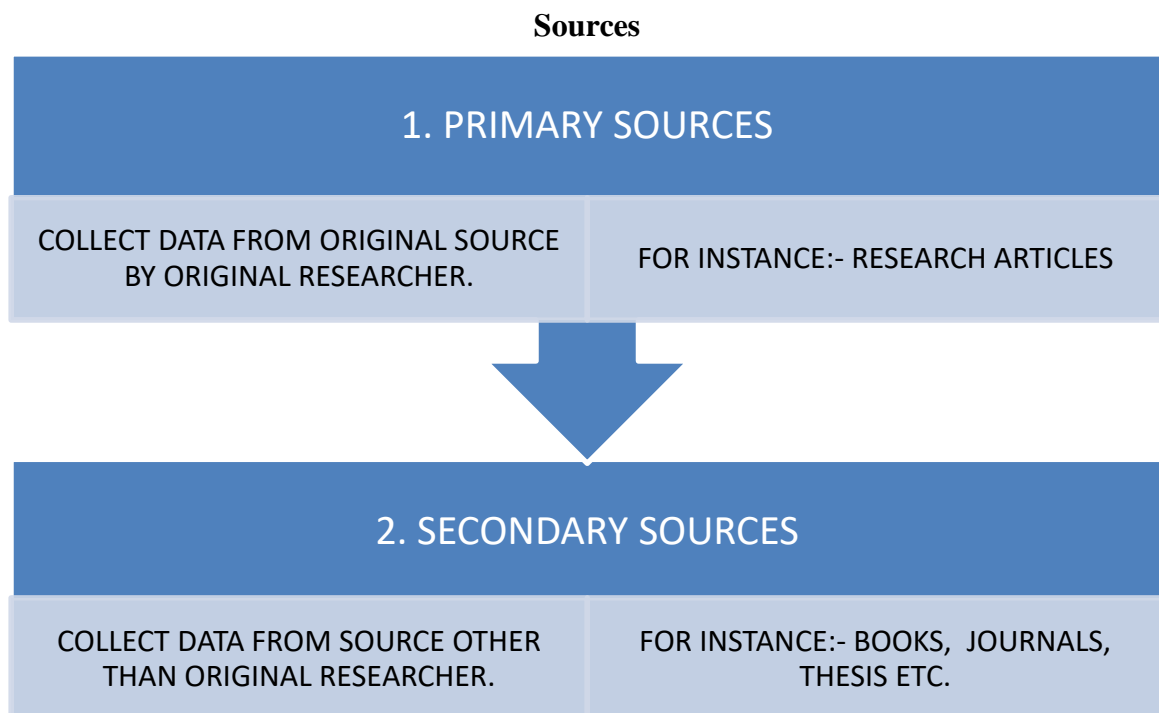 Sources
1. PRIMARY SOURCES
COLLECT DATA FROM ORIGINAL SOURCE
BY ORIGINAL RESEARCHER.
FOR INSTANCE:- RESEARCH ARTICLES
2. SECONDARY SOURCES
COLLECT DATA FROM SOURCE OTHER
THAN ORIGINAL RESEARCHER.
FOR INSTANCE:- BOOKS, JOURNALS,
THESIS ETC.